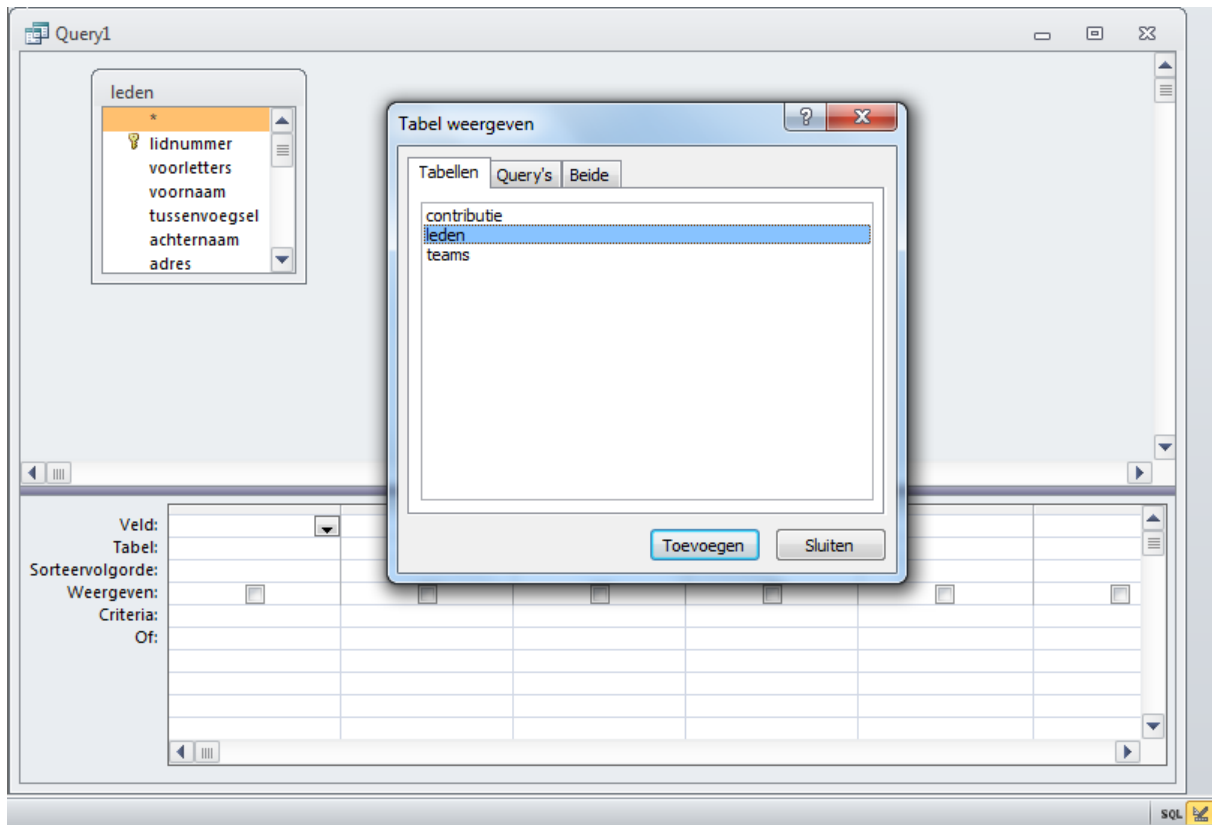 Query1
leden
*
lidnummer
voorletters
voornaam
tussenvoegsel
achternaam
adres
Tabel weergeven
?
Tabellen Query's Beide
contributie
leden
teams
Toevoegen Sluiten
Veld:
Tabel:
Sorteervolgorde:
Weergeven:
Criteria:
Of:
SQL